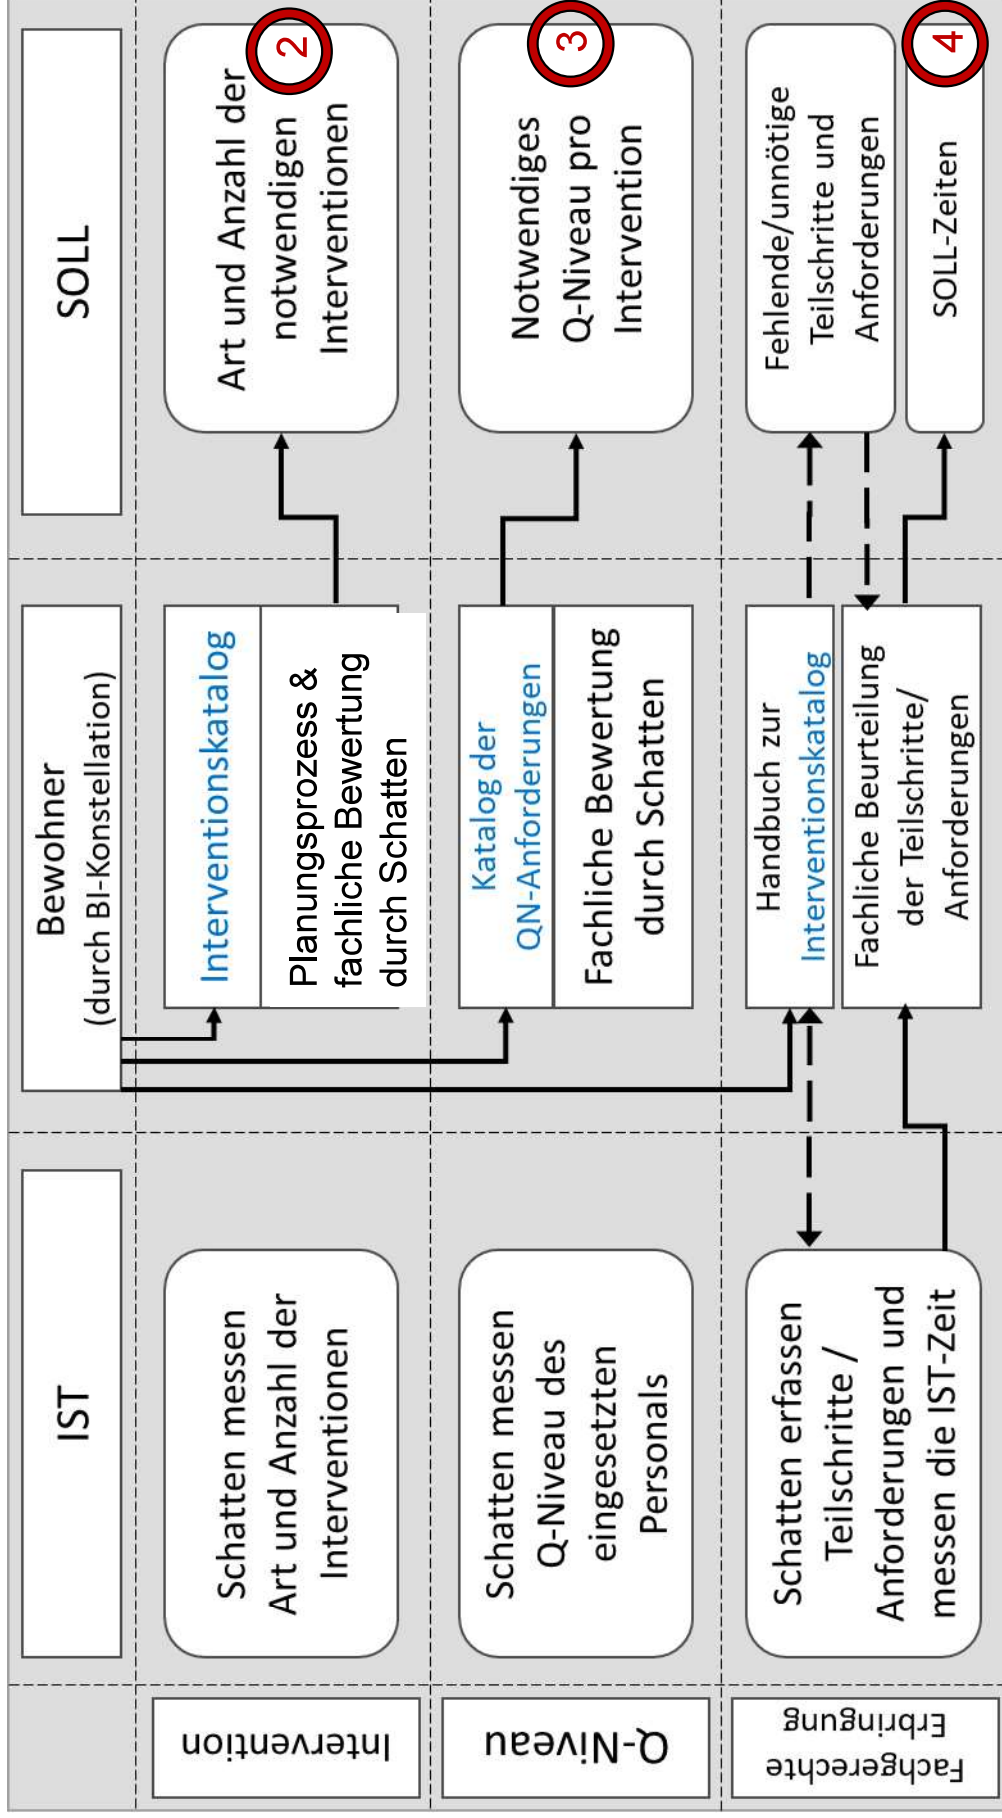 IST
Bewohner
(durch BI-Konstellation)
SOLL
Intervention
Schatten messen
Art und Anzahl der
Interventionen
Interventionskatalog
Planungsprozess &
fachliche Bewertung
durch Schatten
Art und Anzahl der
notwendigen
Interventionen
2
Q-Niveau
Schatten messen
Q-Niveau des
eingesetzten
Personals
Katalog der
QN-Anforderungen
Fachliche Bewertung
durch Schatten
Notwendiges
Q-Niveau pro
Intervention
3
Fachgerechte
Erbringung
Schatten erfassen
Teilschritte /
Anforderungen und
messen die IST-Zeit
Handbuch zur
Interventionskatalog
Fachliche Beurteilung
der Teilschritte/
Anforderungen
Fehlende/unnötige
Teilschritte und
Anforderungen
SOLL-Zeiten
4